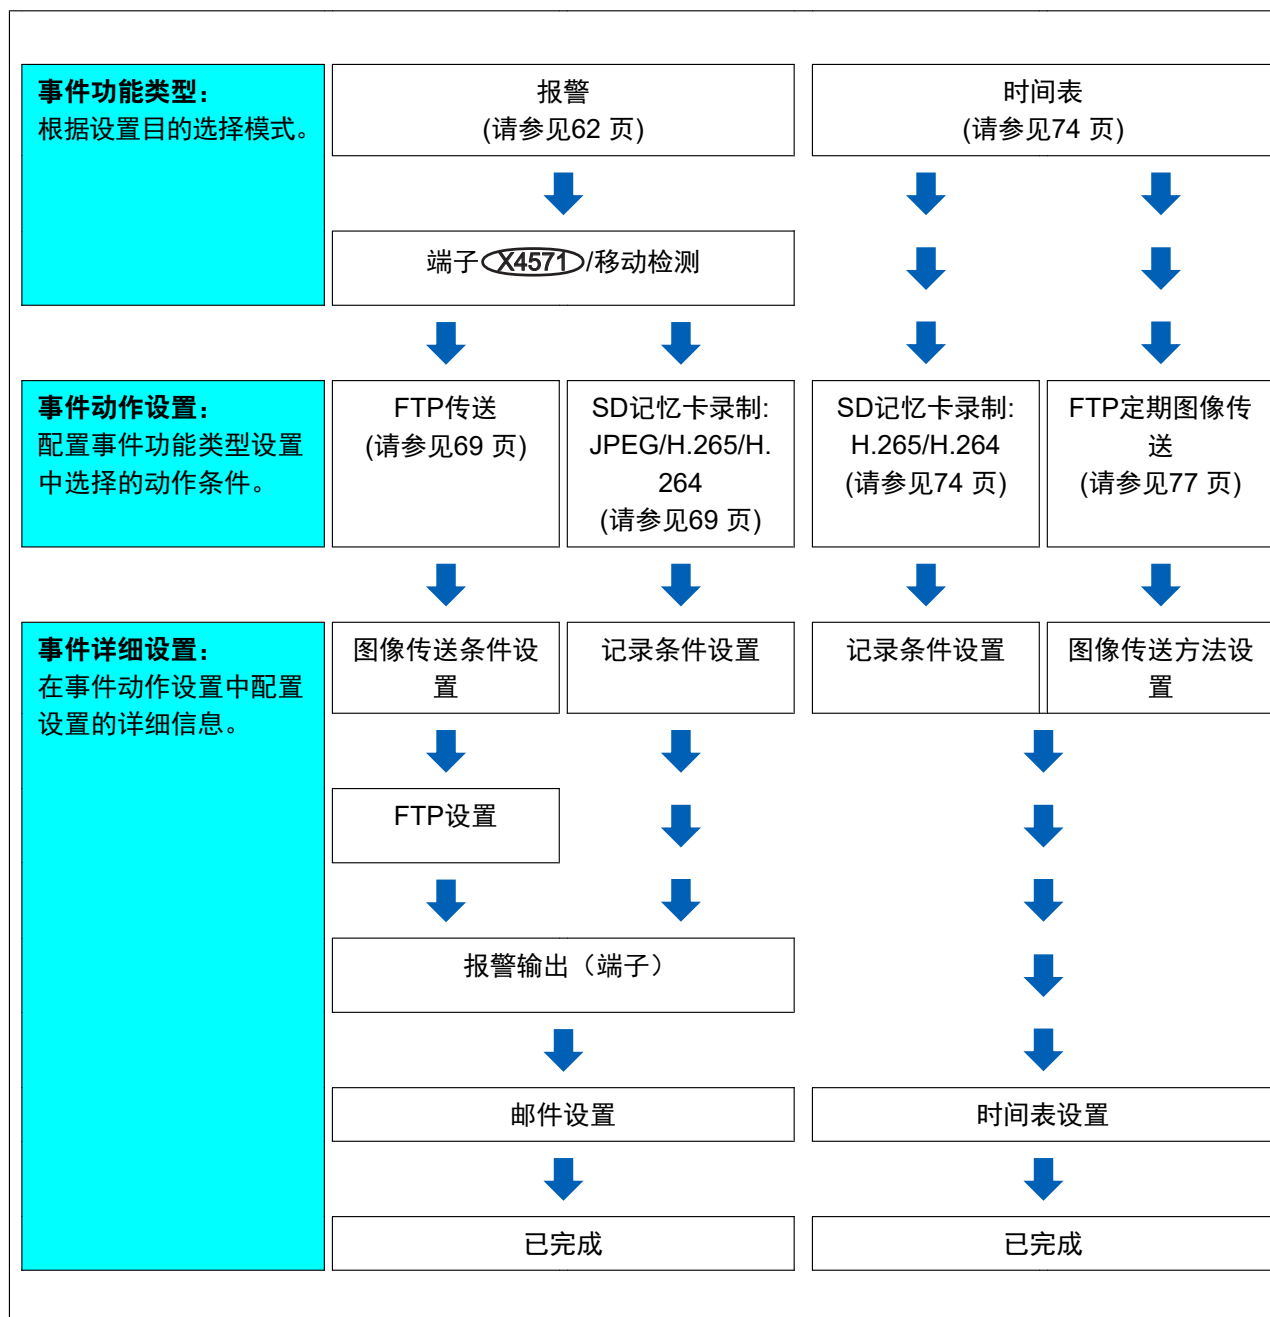 事件功能类型：
根据设置目的选择模式。
报警
(请参见62 页)
时间表
(请参见74 页)
端子X4571/移动检测
事件动作设置：
配置事件功能类型设置
中选择的动作条件。
FTP传送
(请参见69 页)
SD记忆卡录制:
JPEG/H.265/H.
264
(请参见69 页)
SD记忆卡录制:
H.265/H.264
(请参见74 页)
FTP定期图像传
送
(请参见77 页)
事件详细设置：
在事件动作设置中配置
设置的详细信息。
图像传送条件设
置
记录条件设置
记录条件设置
图像传送方法设
置
FTP设置
报警输出（端子）
邮件设置
时间表设置
已完成
已完成